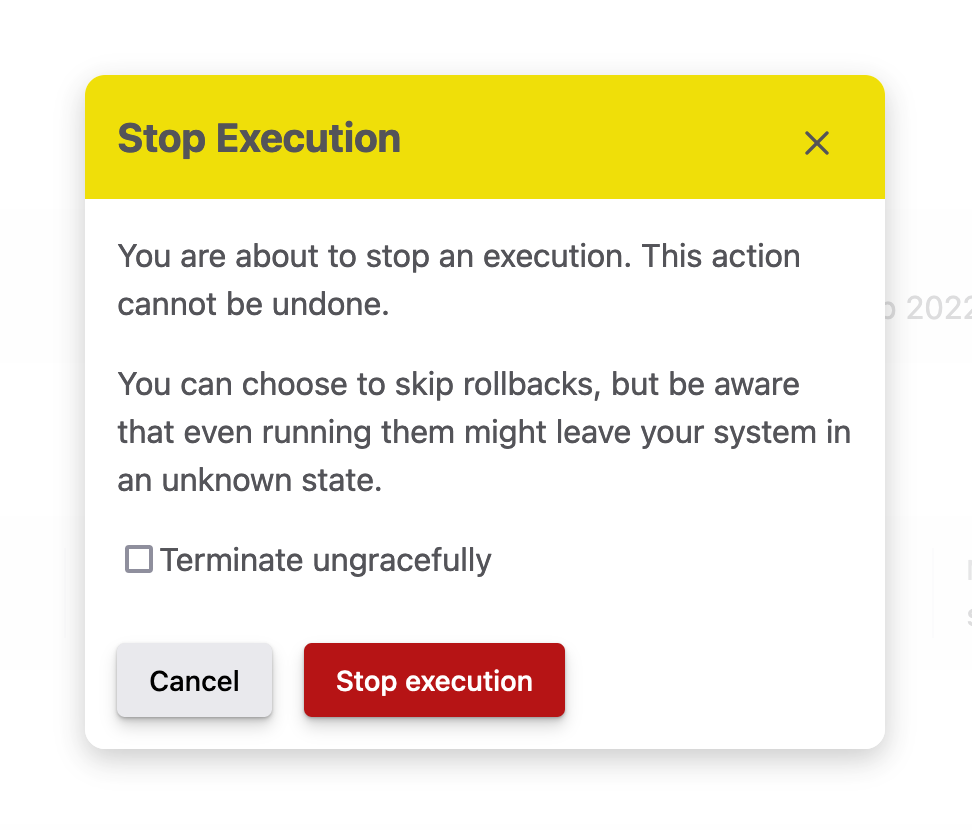 Stop Execution
You are about to stop an execution. This action
cannot be undone.
2022
You can choose to skip rollbacks, but be aware
that even running them might leave your system in
an unknown state.
Terminate ungracefully
Cancel
Stop execution